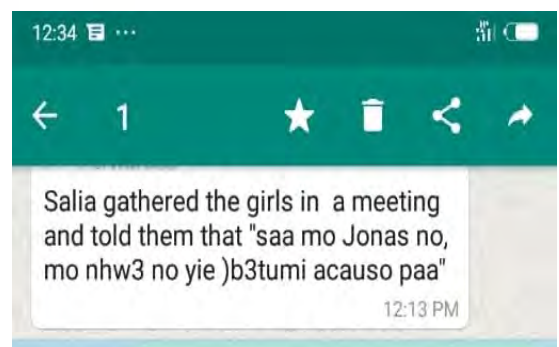 12:34
1
Salia gathered the girls in a meeting
and told them that "saa mo Jonas no,
mo nhw3 no yie )b3tumi acauso paa"
12:13 PM